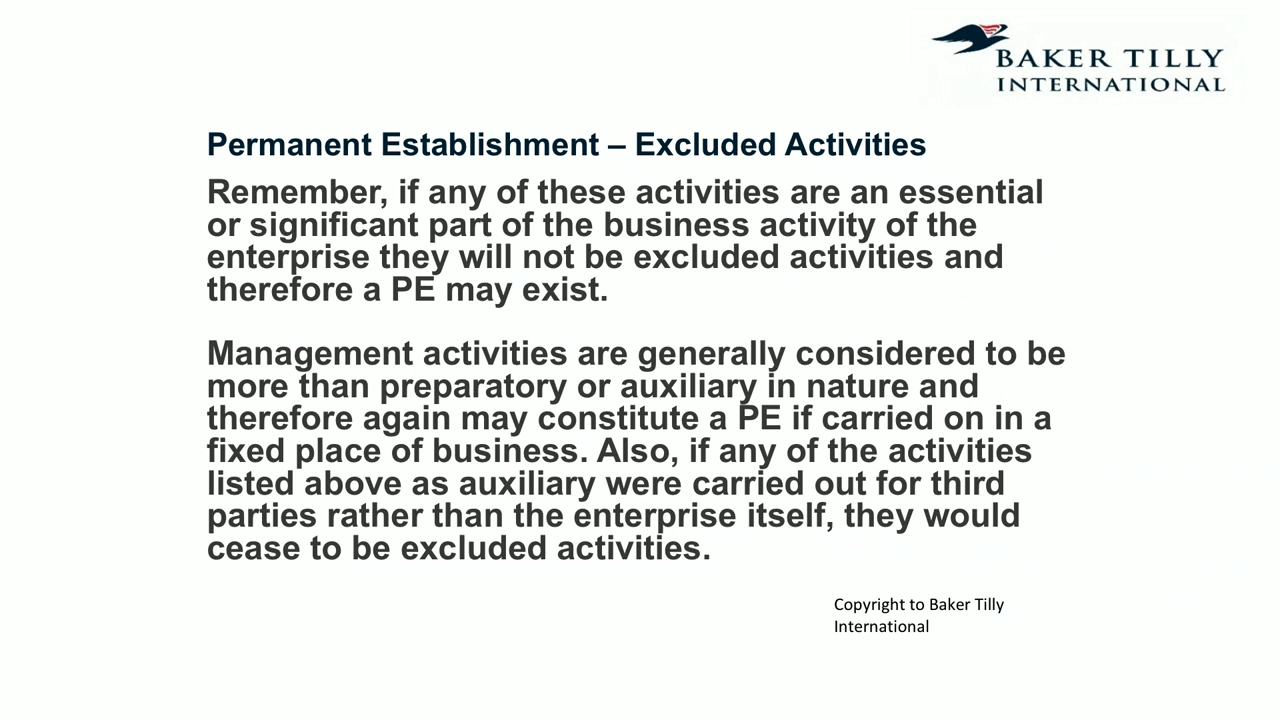 BAKER TILLY
INTERNATIONAL
Permanent Establishment – Excluded Activities
Remember, if any of these activities are an essential
or significant part of the business activity of the
enterprise they will not be excluded activities and
therefore a PE may exist.
Management activities are generally considered to be
more than preparatory or auxiliary in nature and
therefore again may constitute a PE if carried on in a
fixed place of business. Also, if any of the activities
listed above as auxiliary were carried out for third
parties rather than the enterprise itself, they would
cease to be excluded activities.
Copyright to Baker Tilly
International